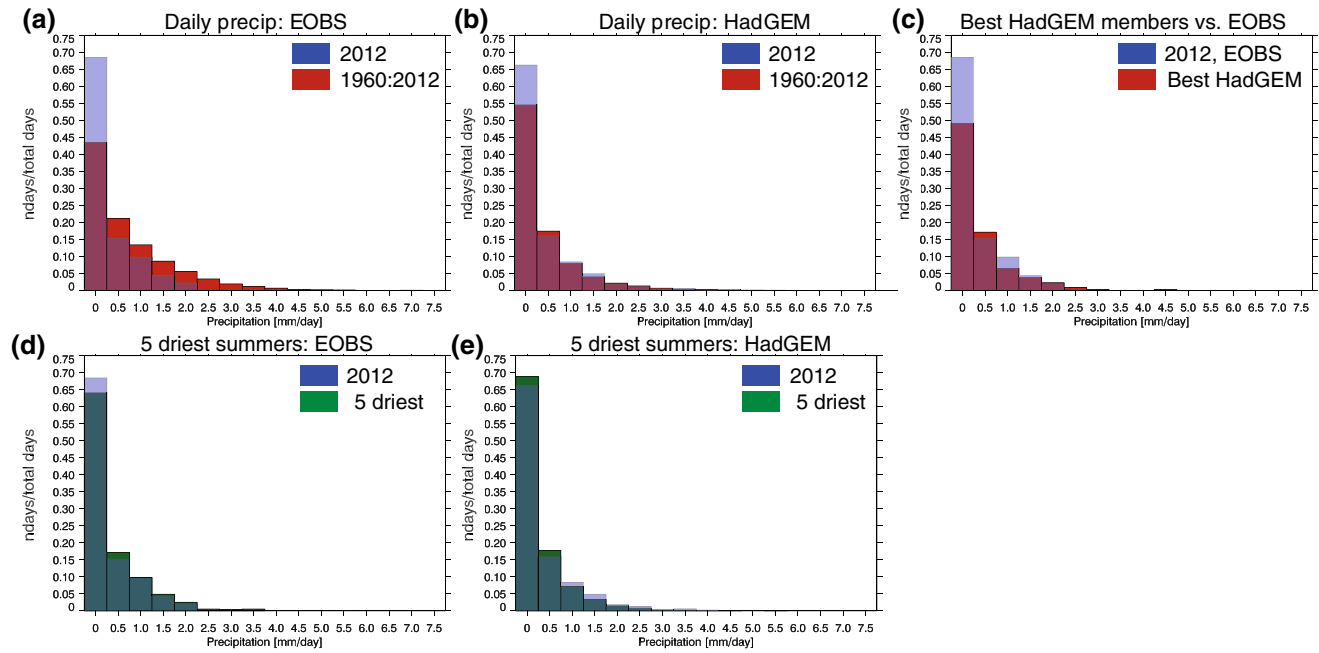 (a)
Daily precip: EOBS
2012
1960:2012
ndays/total days
0.75
0.70
0.65
0.60
0.55
0.50
0.45
0.40
0.35
0.30
0.25
0.20
0.15
0.10
0.05
0
0 0.5 1.0 1.5 2.0 2.5 3.0 3.5 4.0 4.5 5.0 5.5 6.0 6.5 7.0 7.5
Precipitation [mm/day]
(b)
Daily precip: HadGEM
2012
1960:2012
ndays/total days
0.75
0.70
0.65
0.60
0.55
0.50
0.45
0.40
0.35
0.30
0.25
0.20
0.15
0.10
0.05
0
0 0.5 1.0 1.5 2.0 2.5 3.0 3.5 4.0 4.5 5.0 5.5 6.0 6.5 7.0 7.5
Precipitation [mm/day]
(c)
Best HadGEM members vs. EOBS
2012, EOBS
Best HadGEM
ndays/total days
0.75
0.70
0.65
0.60
0.55
0.50
0.45
0.40
0.35
0.30
0.25
0.20
0.15
0.10
0.05
0
0 0.5 1.0 1.5 2.0 2.5 3.0 3.5 4.0 4.5 5.0 5.5 6.0 6.5 7.0 7.5
Precipitation [mm/day]
(d)
5 driest summers: EOBS
2012
5 driest
ndays/total days
0.75
0.70
0.65
0.60
0.55
0.50
0.45
0.40
0.35
0.30
0.25
0.20
0.15
0.10
0.05
0
0 0.5 1.0 1.5 2.0 2.5 3.0 3.5 4.0 4.5 5.0 5.5 6.0 6.5 7.0 7.5
Precipitation [mm/day]
(e)
5 driest summers: HadGEM
2012
5 driest
ndays/total days
0.75
0.70
0.65
0.60
0.55
0.50
0.45
0.40
0.35
0.30
0.25
0.20
0.15
0.10
0.05
0
0 0.5 1.0 1.5 2.0 2.5 3.0 3.5 4.0 4.5 5.0 5.5 6.0 6.5 7.0 7.5
Precipitation [mm/day]